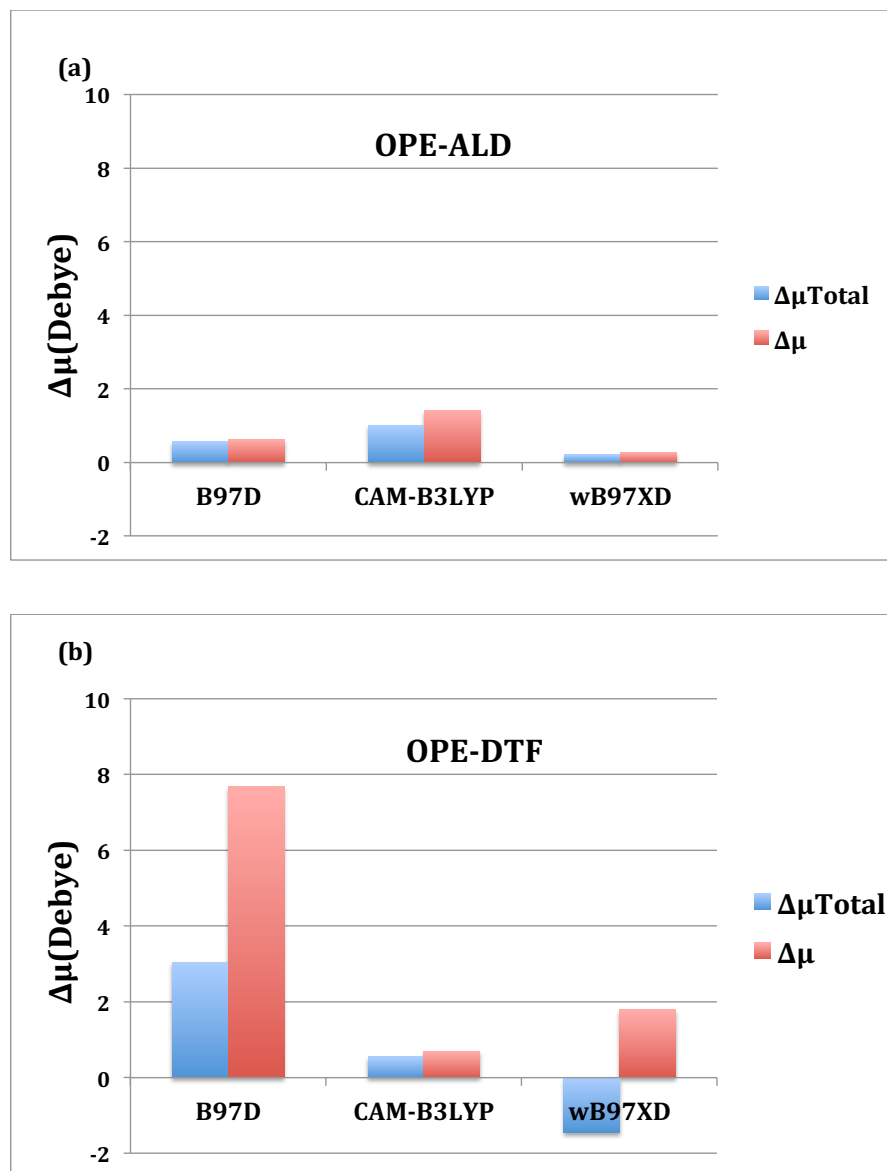 (a)
10
OPE-ALD
8
6
4
2
0
-2
Δμ(Debye)
ΔμTotal
Δμ
B97D CAM-B3LYP wB97XD
(b)
10
OPE-DTF
8
6
4
2
0
-2
Δμ(Debye)
ΔμTotal
Δμ
B97D CAM-B3LYP wB97XD